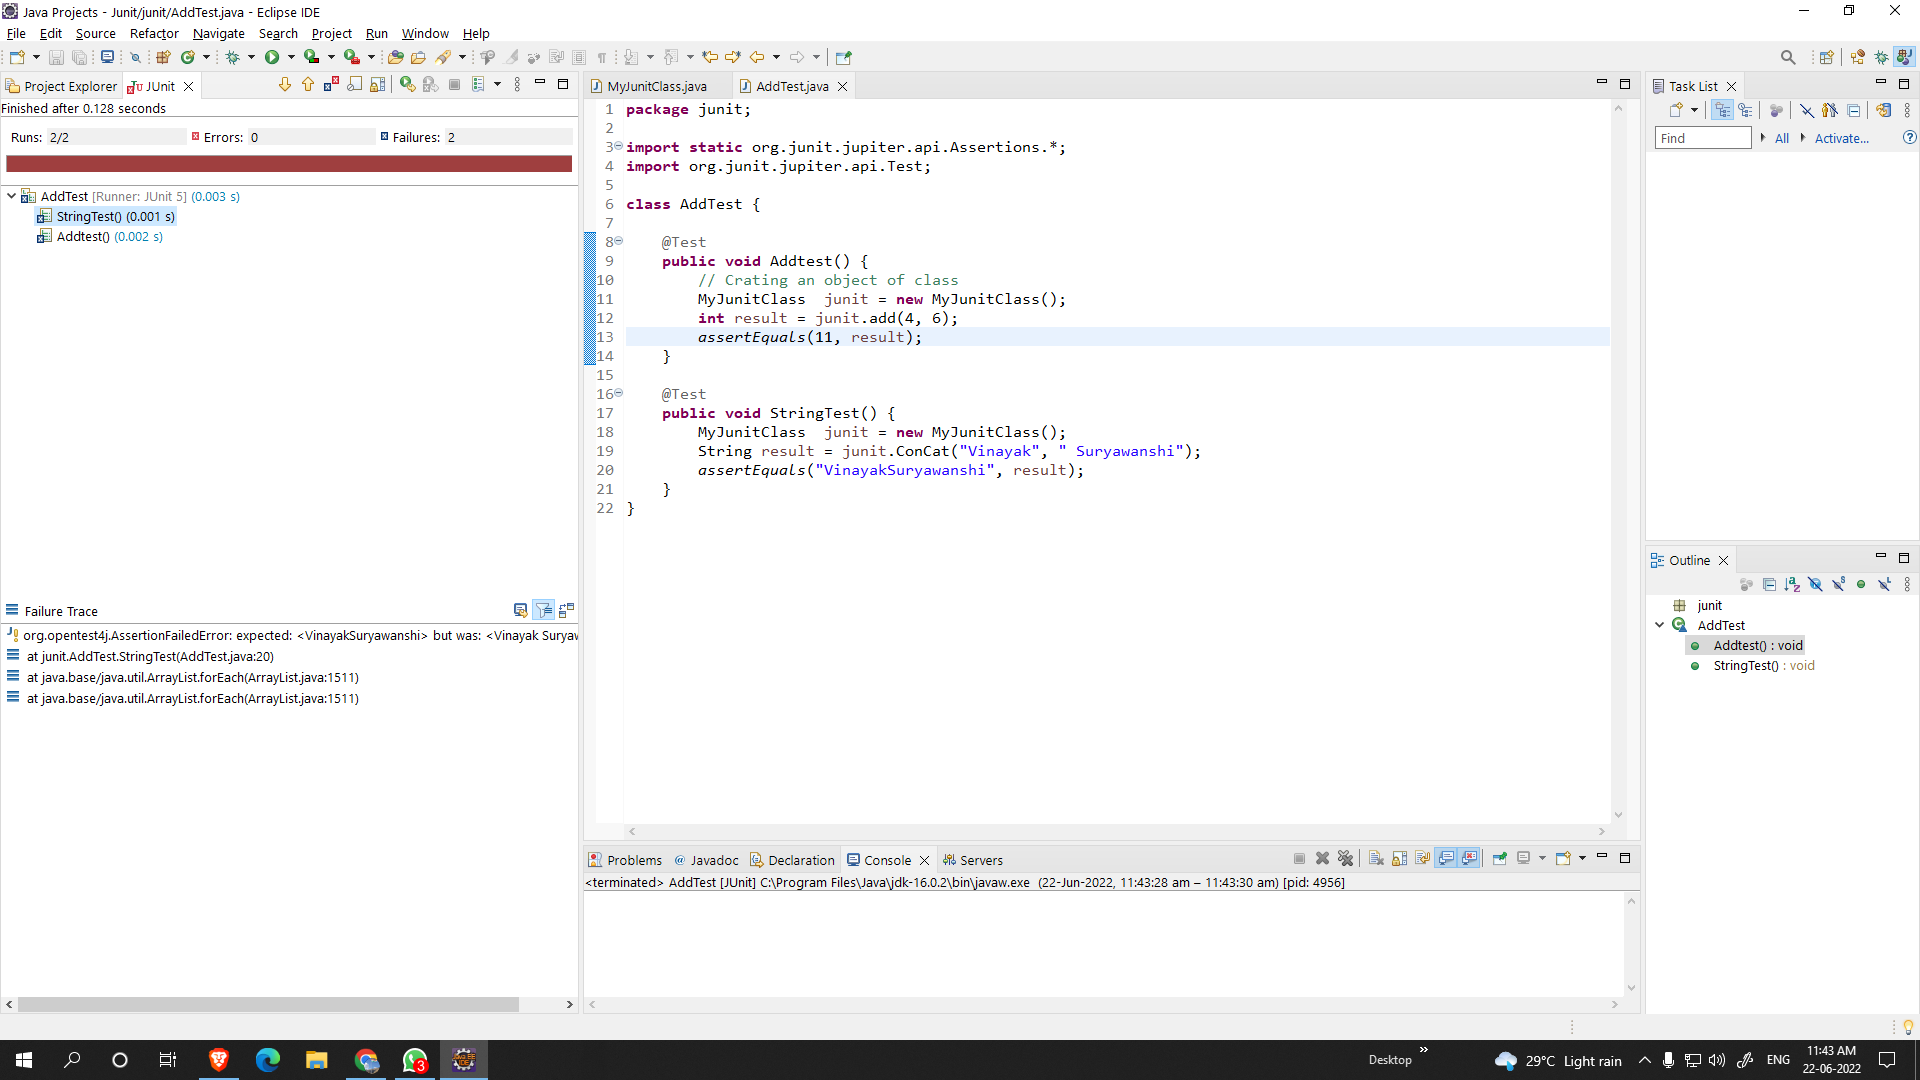 Java Projects - Junit/junit/AddTest.java - Eclipse IDE
File Edit Source Refactor Navigate Search Project Run Window Help
Project Explorer JUnit
Finished after 0.128 seconds
Runs: 2/2 Errors: 0 Failures: 2
AddTest [Runner: JUnit 5] (0.003 s)
StringTest() (0.001 s)
Addtest() (0.002 s)
Failure Trace
org.opentest4j.AssertionFailedError: expected: <VinayakSuryawanshi> but was: <Vinayak Suryaw
at junit.AddTest.StringTest(AddTest.java:20)
at java.base/java.util.ArrayList.forEach(ArrayList.java:1511)
at java.base/java.util.ArrayList.forEach(ArrayList.java:1511)
MyJunitClass.java AddTest.java
1 package junit;
2
3 import static org.junit.jupiter.api.Assertions.*;
4 import org.junit.jupiter.api.Test;
5
6 class AddTest {
7
8 @Test
9 public void Addtest() {
10 // Crating an object of class
11 MyJunitClass  junit = new MyJunitClass();
12 int result = junit.add(4, 6);
13 assertEquals(11, result);
14 }
15
16 @Test
17 public void StringTest() {
18 MyJunitClass  junit = new MyJunitClass();
19 String result = junit.ConCat("Vinayak", " Suryawanshi");
20 assertEquals("VinayakSuryawanshi", result);
21 }
22 }
Problems Javadoc Declaration Console Servers
<terminated> AddTest [JUnit] C:\Program Files\Java\jdk-16.0.2\bin\javaw.exe (22-Jun-2022, 11:43:28 am – 11:43:30 am) [pid: 4956]
Task List
Find All Activate...
Outline
junit
AddTest
Addtest() : void
StringTest() : void
3
Desktop
29°C Light rain
ENG
11:43 AM
22-06-2022